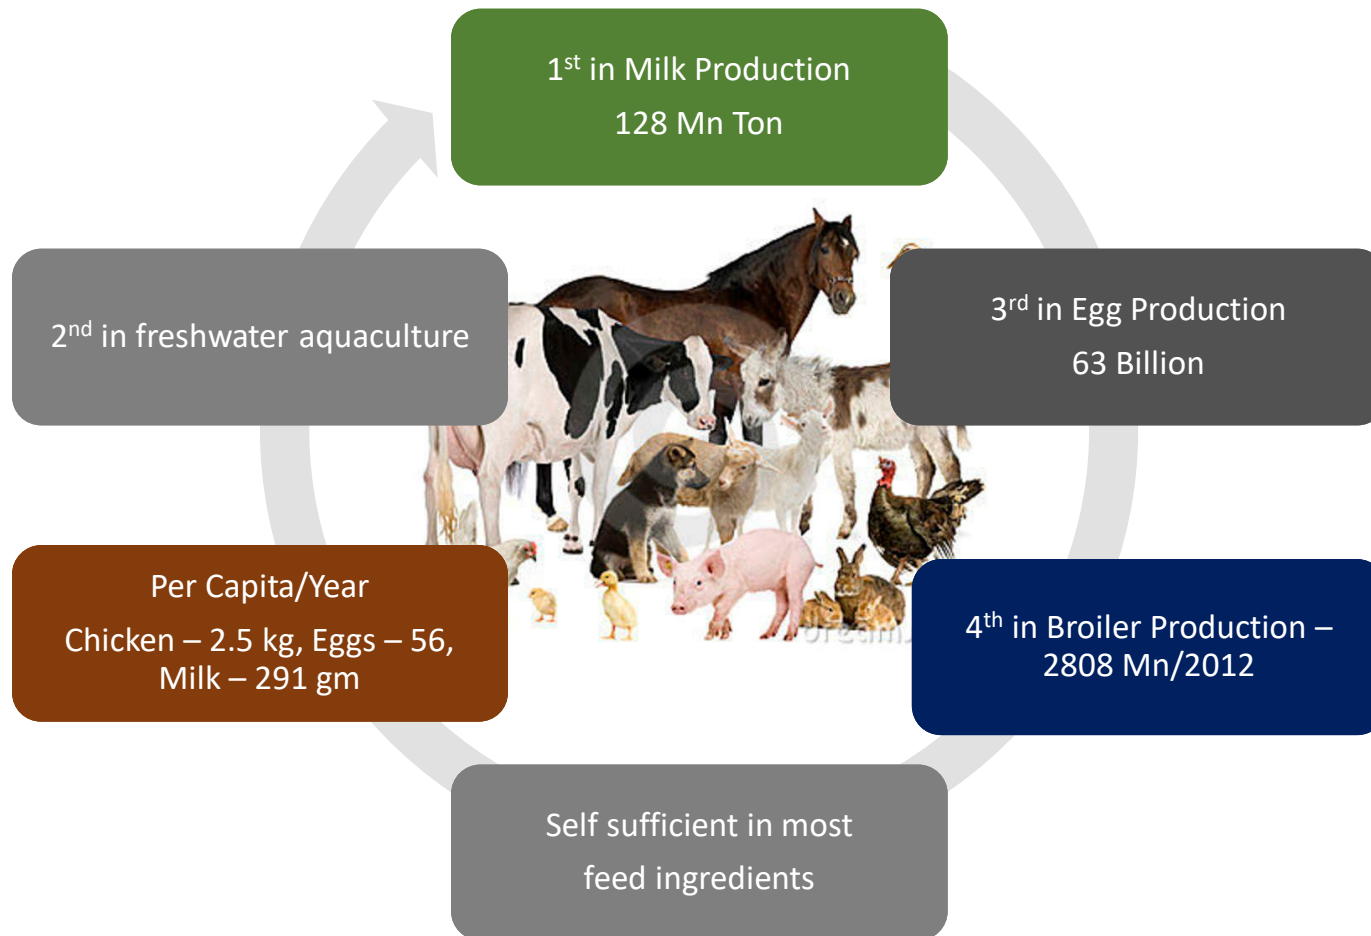 1st in Milk Production
128 Mn Ton
3rd in Egg Production
63 Billion
4th in Broiler Production –
2808 Mn/2012
Self sufficient in most
feed ingredients
Per Capita/Year
Chicken – 2.5 kg, Eggs – 56,
Milk – 291 gm
2nd in freshwater aquaculture